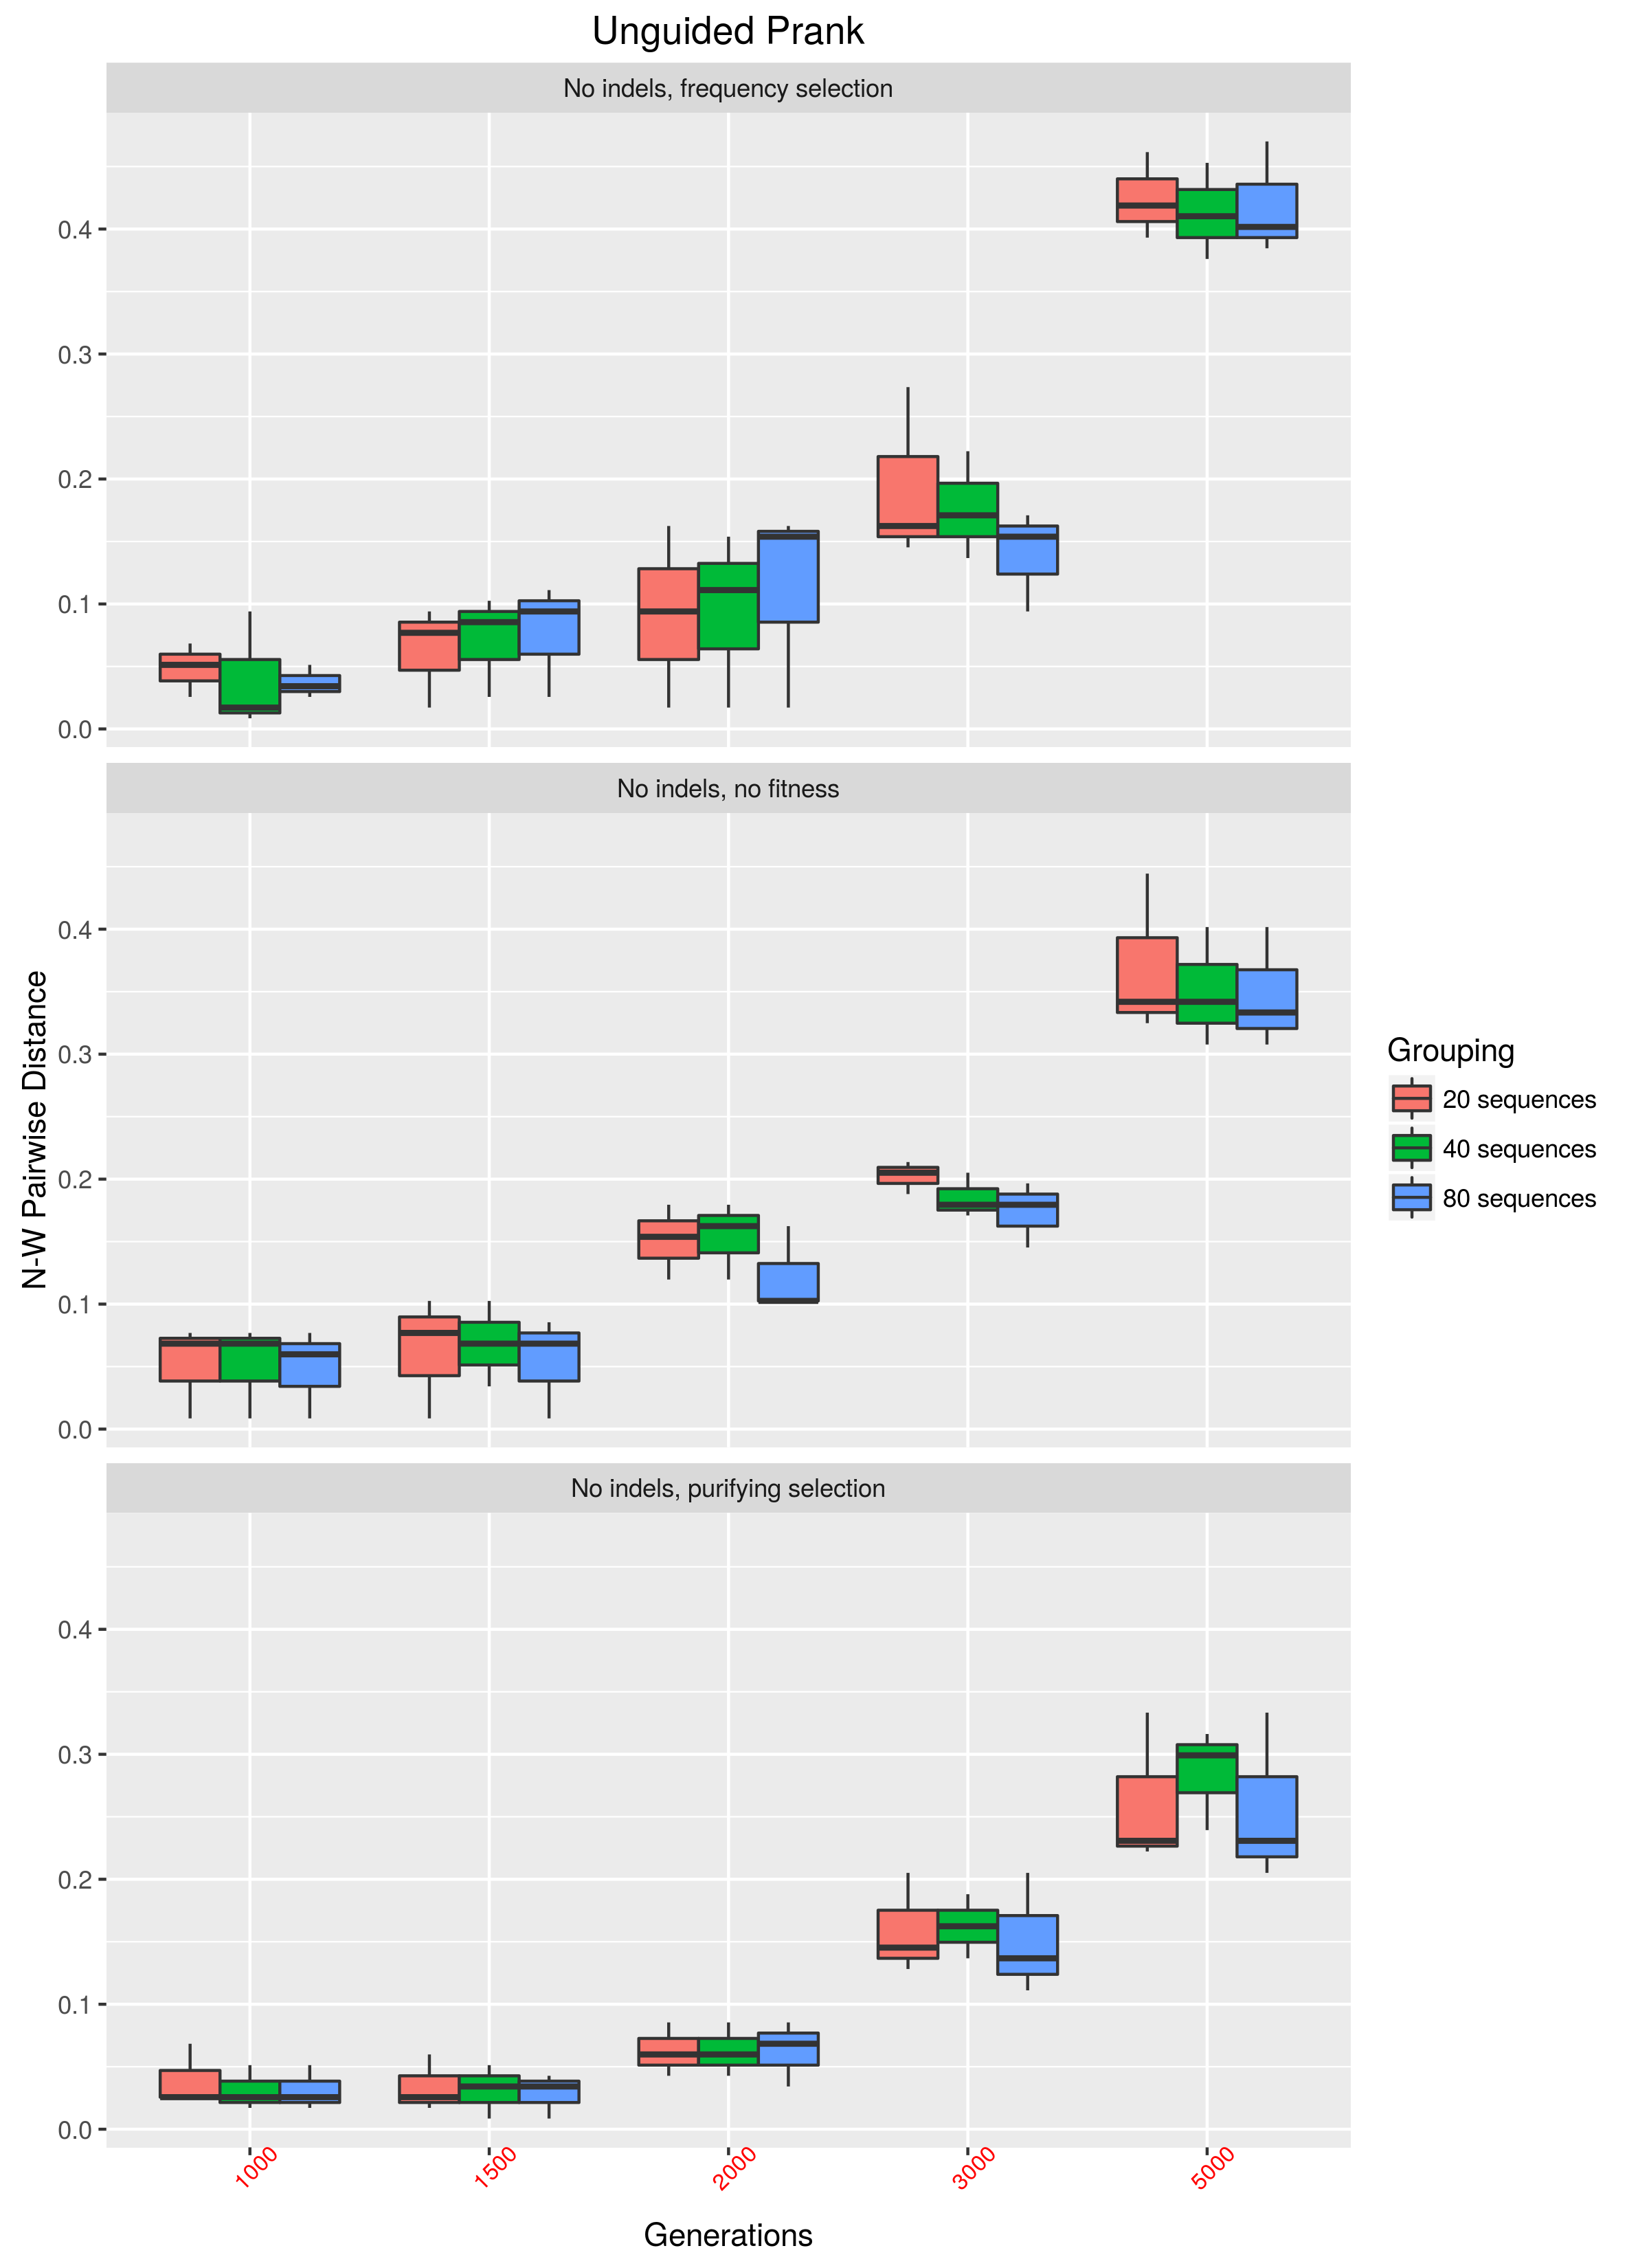 Unguided Prank
No indels, frequency selection
0.4
0.3
0.2
0.1
0.0
No indels, no fitness
0.4
0.3
0.2
0.1
0.0
No indels, purifying selection
0.4
0.3
0.2
0.1
0.0
1000
1500
2000
3000
5000
Generations
N-W Pairwise Distance
Grouping
20 sequences
40 sequences
80 sequences